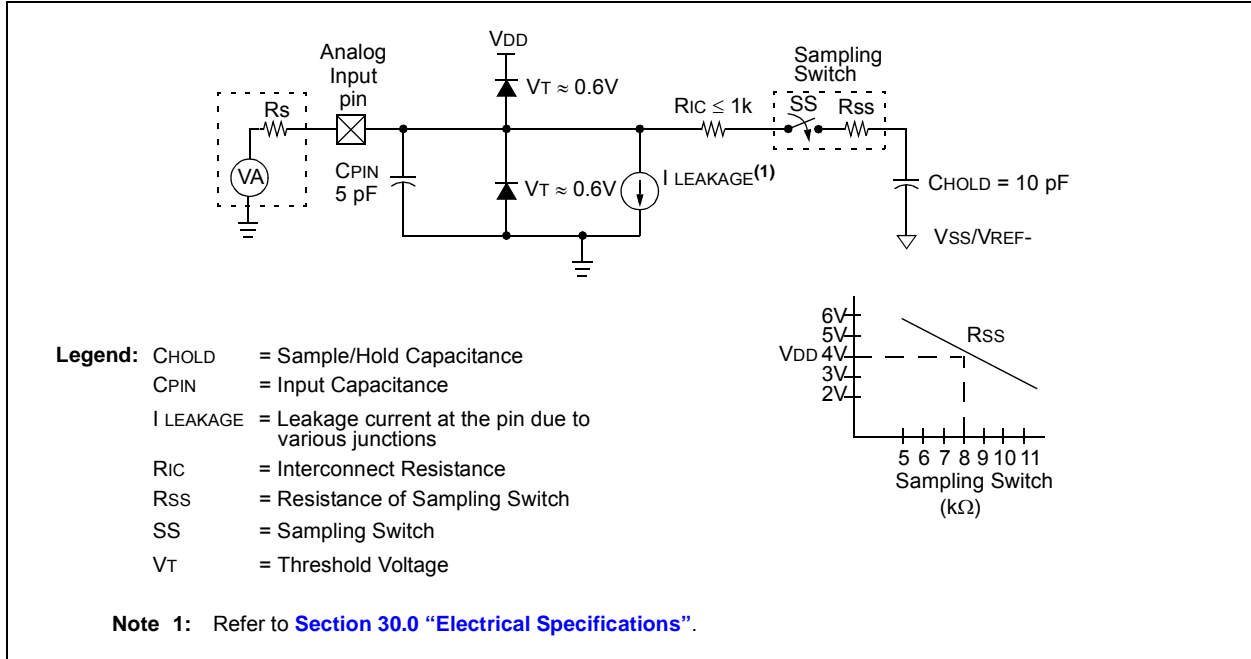 VDD
Analog
Input
pin
Sampling
Switch
VT ≈ 0.6V
Rs
RIC ≤ 1k
SS
Rss
VA
CPIN
5 pF
VT ≈ 0.6V
I LEAKAGE(1)
CHOLD = 10 pF
VSS/VREF-
6V
5V
VDD 4V
3V
2V
RSS
5 6 7 8 9 10 11
Sampling Switch
(kΩ)
Legend: CHOLD = Sample/Hold Capacitance
CPIN = Input Capacitance
I LEAKAGE = Leakage current at the pin due to
various junctions
RIC = Interconnect Resistance
RSS = Resistance of Sampling Switch
SS = Sampling Switch
VT = Threshold Voltage
Note 1: Refer to Section 30.0 “Electrical Specifications”.